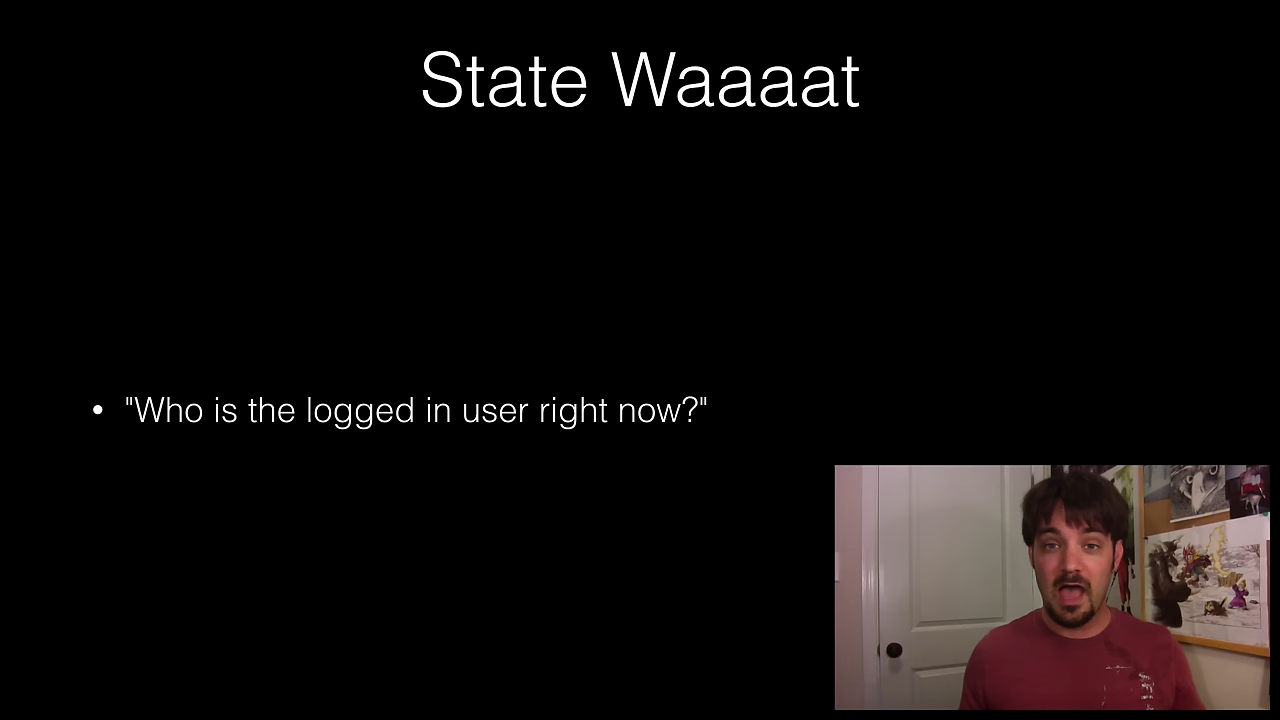 State Waaaat
• "Who is the logged in user right now?"